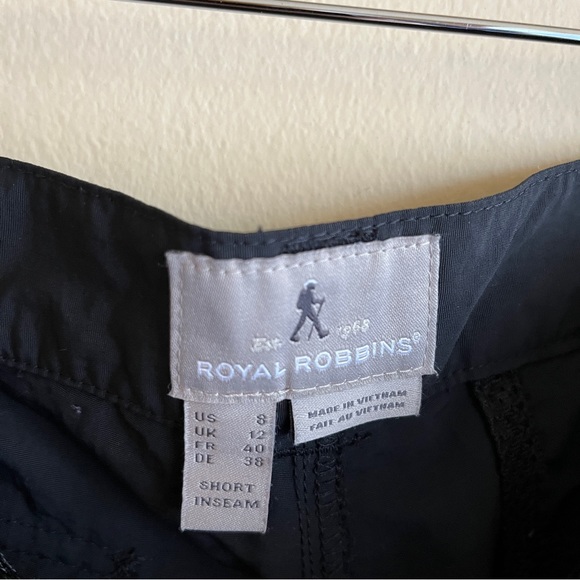 Est. 1968
ROYAL ROBBINS®
US 8
UK 12
FR 40
DE 38
SHORT
INSEAM
MADE IN VIETNAM
FAIT AU VIETNAM